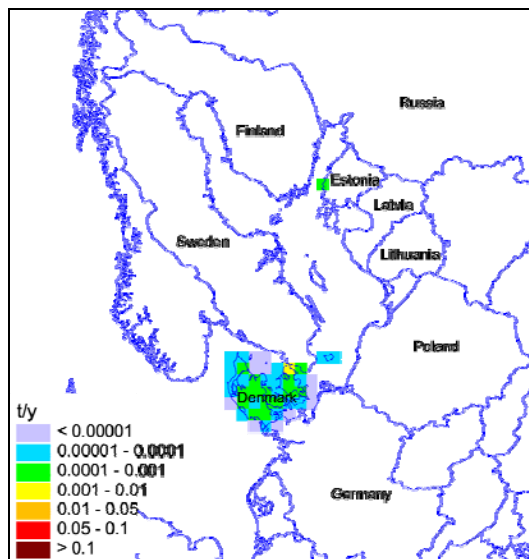 Russia
Finland
Estonia
Latvia
Sweden
Lithuania
Poland
Denmark
t/y
< 0.00001
0.00001 - 0.0001
0.0001 - 0.001
0.001 - 0.01
0.01 - 0.05
0.05 - 0.1
> 0.1
Germany